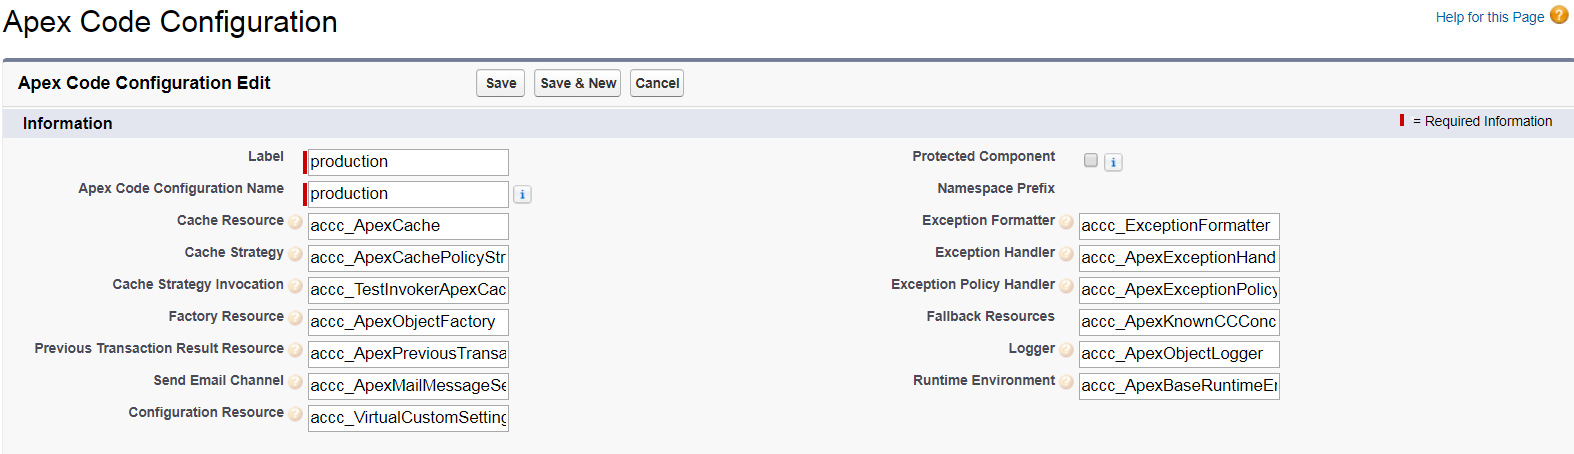 Apex Code Configuration
Help for this Page ?
Apex Code Configuration Edit
Save
Save & New
Cancel
Information
= Required Information
Label
production
Protected Component
i
Apex Code Configuration Name
production
i
Namespace Prefix
Cache Resource ?
accc_ApexCache
Exception Formatter ?
accc_ExceptionFormatter
Cache Strategy ?
accc_ApexCachePolicyStr
Exception Handler ?
accc_ApexExceptionHand
Cache Strategy Invocation ?
accc_TestInvokerApexCac
Exception Policy Handler ?
accc_ApexExceptionPolicy
Factory Resource ?
accc_ApexObjectFactory
Fallback Resources
accc_ApexKnownCCConc
Previous Transaction Result Resource ?
accc_ApexPreviousTransa
Logger ?
accc_ApexObjectLogger
Send Email Channel ?
accc_ApexMailMessageSe
Runtime Environment ?
accc_ApexBaseRuntimeEn
Configuration Resource ?
accc_VirtualCustomSetting